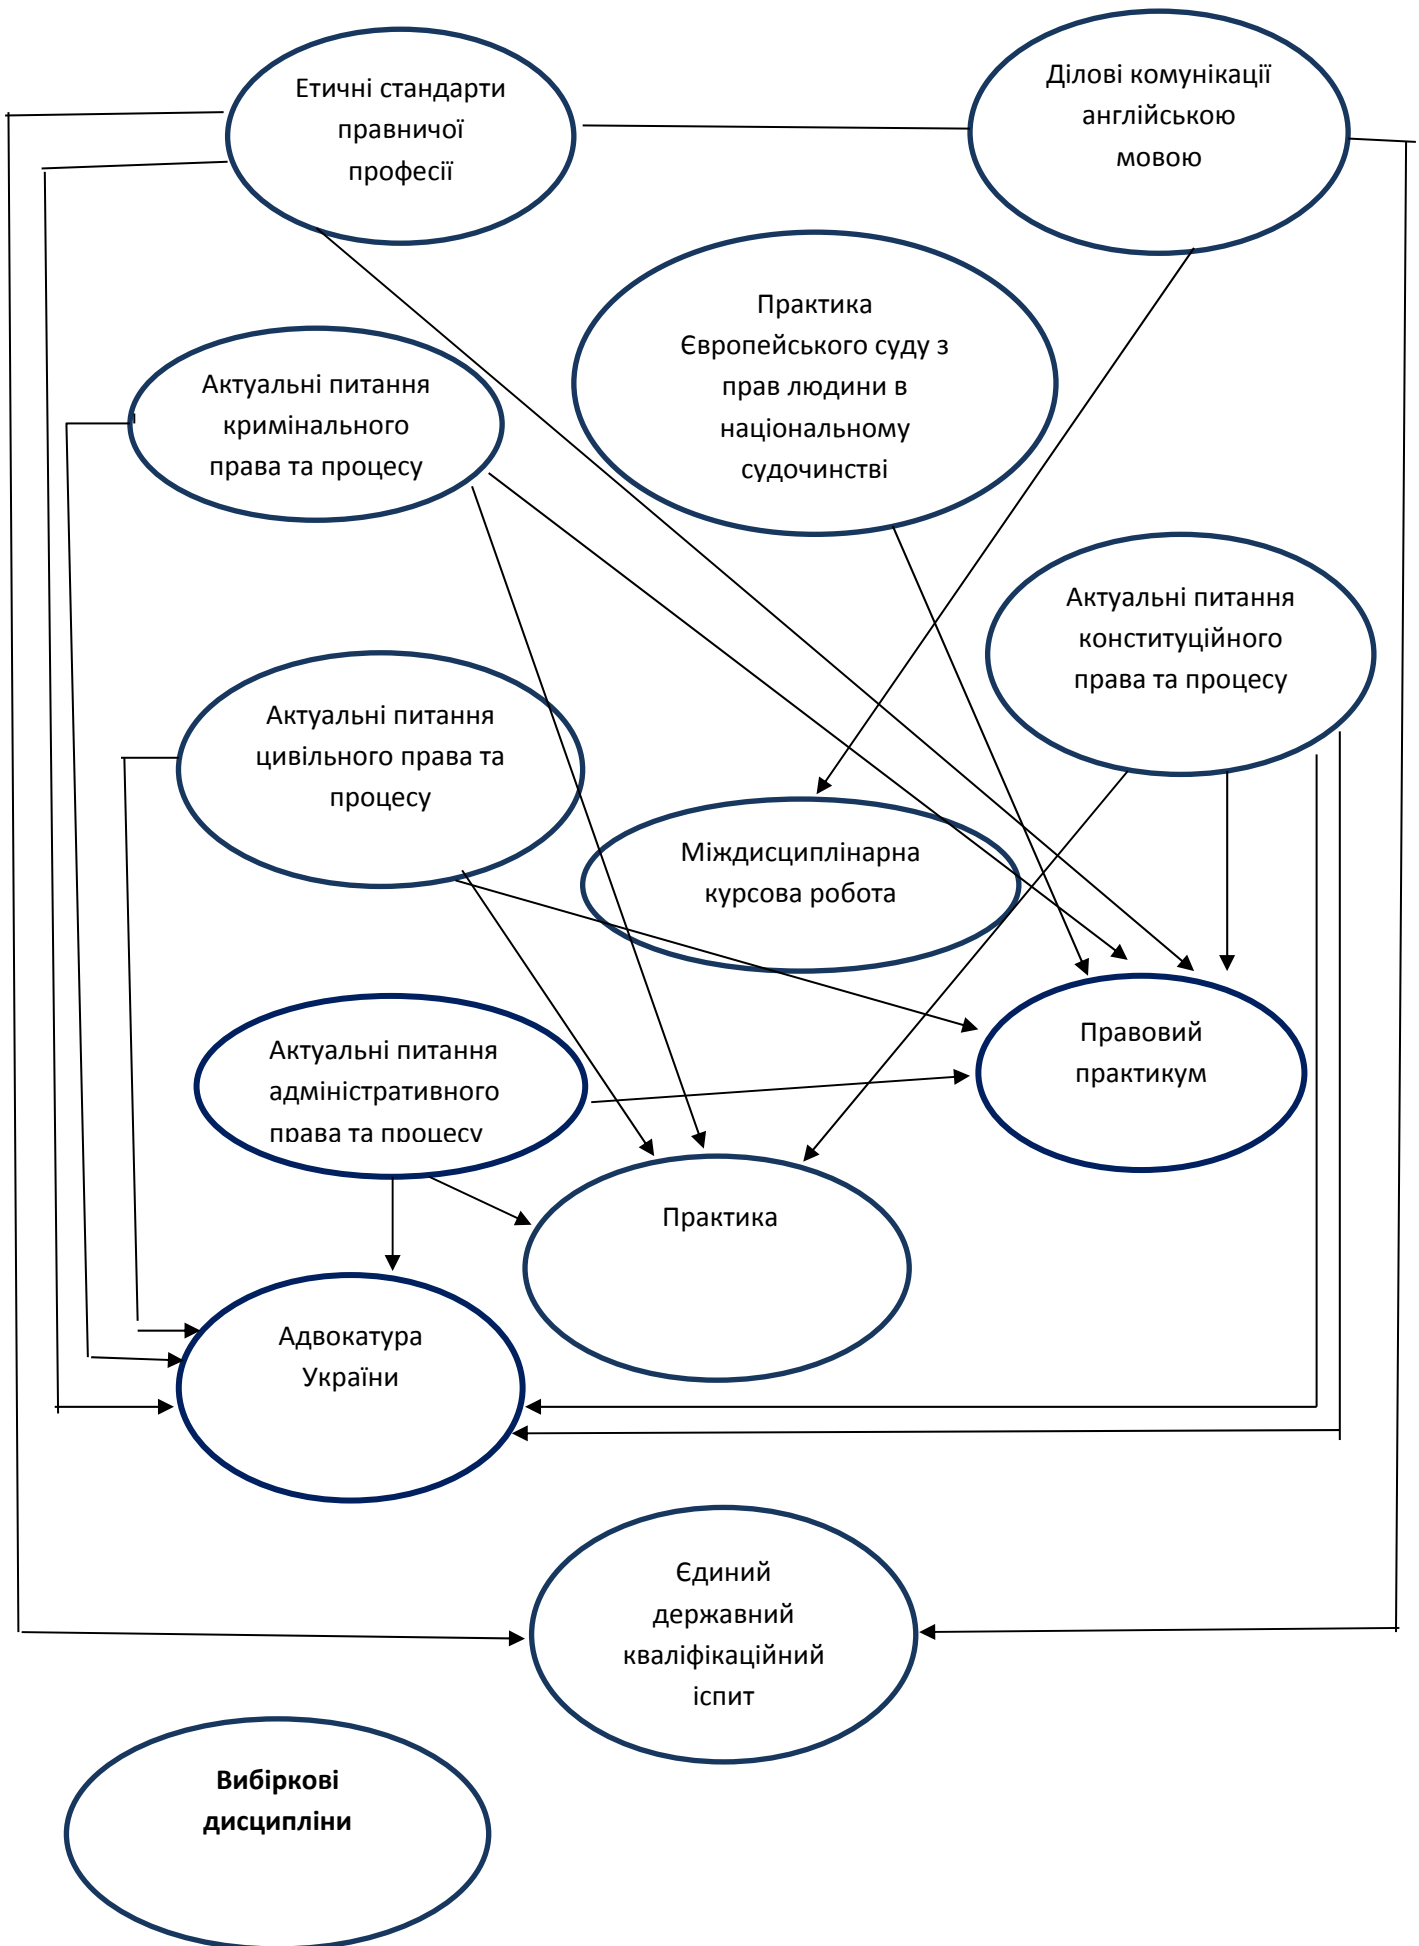 Етичні стандарти
правничої
професії
Ділові комунікації
англійською
мовою
Практика
Європейського суду з
прав людини в
національному
судочинстві
Актуальні питання
кримінального
права та процесу
Актуальні питання
конституційного
права та процесу
Актуальні питання
цивільного права та
процесу
Міждисциплінарна
курсова робота
Актуальні питання
адміністративного
права та процесу
Правовий
практикум
Практика
Адвокатура
України
Єдиний
державний
кваліфікаційний
іспит
Вибіркові
дисципліни